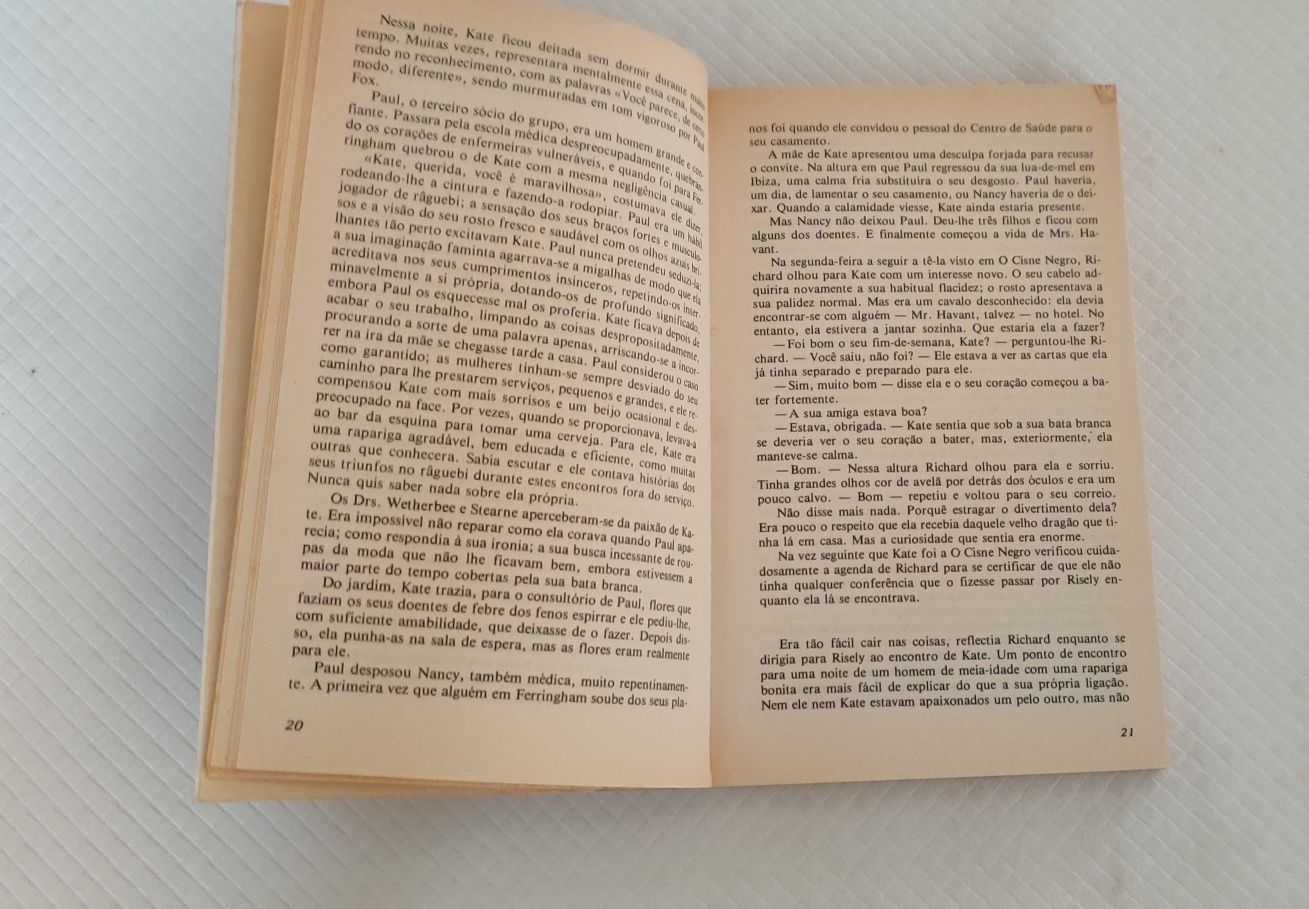 Nessa noite, Kate ficou deitada sem dormir durante muito
tempo. Muitas vezes, representara mentalmente essa cena,
rendo no reconhecimento, com as palavras «Você parece, de certo
modo, diferente», sendo murmuradas em tom vigoroso por Paul
Fox.
Paul, o terceiro sócio do grupo, era um homem grande e con-
fiante. Passara pela escola médica despreocupadamente, quebran-
do os corações de enfermeiras vulneráveis, e quando foi para Fer-
ringham quebrou o de Kate com a mesma negligência casual.
«Kate, querida, você é maravilhosa», costumava ele dizer,
rodeando-lhe a cintura e fazendo-a rodopiar. Paul era um hábil
jogador de râguebi; a sensação dos seus braços fortes e musculo-
sos e a visão do seu rosto fresco e saudável com os olhos azuis bri-
lhantes tão perto excitavam Kate. Paul nunca pretendeu seduzi-la;
a sua imaginação faminta agarrava-se a migalhas de modo que ela
acreditava nos seus cumprimentos insinceros, repetindo-os inter-
minavelmente a si própria, dotando-os de profundo significado,
embora Paul os esquecesse mal os proferia. Kate ficava depois de
acabar o seu trabalho, limpando as coisas despropositadamente,
procurando a sorte de uma palavra apenas, arriscando-se a incor-
rer na ira da mãe se chegasse tarde a casa. Paul considerou o caso
como garantido; as mulheres tinham-se sempre desviado do seu
caminho para lhe prestarem serviços, pequenos e grandes, e ele re-
compensou Kate com mais sorrisos e um beijo ocasional e des-
preocupado na face. Por vezes, quando se proporcionava, levava-a
ao bar da esquina para tomar uma cerveja. Para ele, Kate era
uma rapariga agradável, bem educada e eficiente, como muitas
outras que conhecera. Sabia escutar e ele contava histórias dos
seus triunfos no râguebi durante estes encontros fora do serviço.
Nunca quis saber nada sobre ela própria.
Os Drs. Wetherbee e Stearne aperceberam-se da paixão de Ka-
te. Era impossível não reparar como ela corava quando Paul apa-
recia; como respondia à sua ironia; a sua busca incessante de rou-
pas da moda que não lhe ficavam bem, embora estivessem a
maior parte do tempo cobertas pela sua bata branca.
Do jardim, Kate trazia, para o consultório de Paul, flores que
faziam os seus doentes de febre dos fenos espirrar e ele pediu-lhe,
com suficiente amabilidade, que deixasse de o fazer. Depois dis-
so, ela punha-as na sala de espera, mas as flores eram realmente
para ele.
Paul desposou Nancy, também médica, muito repentinamen-
te. A primeira vez que alguém em Ferringham soube dos seus pla-
20
nos foi quando ele convidou o pessoal do Centro de Saúde para o
seu casamento.
A mãe de Kate apresentou uma desculpa forjada para recusar
o convite. Na altura em que Paul regressou da sua lua-de-mel em
Ibiza, uma calma fria substituíra o seu desgosto. Paul haveria,
um dia, de lamentar o seu casamento, ou Nancy haveria de o dei-
xar. Quando a calamidade viesse, Kate ainda estaria presente.
Mas Nancy não deixou Paul. Deu-lhe três filhos e ficou com
alguns dos doentes. E finalmente começou a vida de Mrs. Ha-
vant.
Na segunda-feira a seguir a tê-la visto em O Cisne Negro, Ri-
chard olhou para Kate com um interesse novo. O seu cabelo ad-
quirira novamente a sua habitual flacidez; o rosto apresentava a
sua palidez normal. Mas era um cavalo desconhecido: ela devia
encontrar-se com alguém — Mr. Havant, talvez — no hotel. No
entanto, ela estivera a jantar sozinha. Que estaria ela a fazer?
— Foi bom o seu fim-de-semana, Kate? — perguntou-lhe Ri-
chard. — Você saiu, não foi? — Ele estava a ver as cartas que ela
já tinha separado e preparado para ele.
— Sim, muito bom — disse ela e o seu coração começou a ba-
ter fortemente.
— A sua amiga estava boa?
— Estava, obrigada. — Kate sentia que sob a sua bata branca
se deveria ver o seu coração a bater, mas, exteriormente, ela
manteve-se calma.
— Bom. — Nessa altura Richard olhou para ela e sorriu.
Tinha grandes olhos cor de avelã por detrás dos óculos e era um
pouco calvo. — Bom — repetiu e voltou para o seu correio.
Não disse mais nada. Porquê estragar o divertimento dela?
Era pouco o respeito que ela recebia daquele velho dragão que ti-
nha lá em casa. Mas a curiosidade que sentia era enorme.
Na vez seguinte que Kate foi a O Cisne Negro verificou cuida-
dosamente a agenda de Richard para se certificar de que ele não
tinha qualquer conferência que o fizesse passar por Risely en-
quanto ela lá se encontrava.
Era tão fácil cair nas coisas, reflectia Richard enquanto se
dirigia para Risely ao encontro de Kate. Um ponto de encontro
para uma noite de um homem de meia-idade com uma rapariga
bonita era mais fácil de explicar do que a sua própria ligação.
Nem ele nem Kate estavam apaixonados um pelo outro, mas não
21